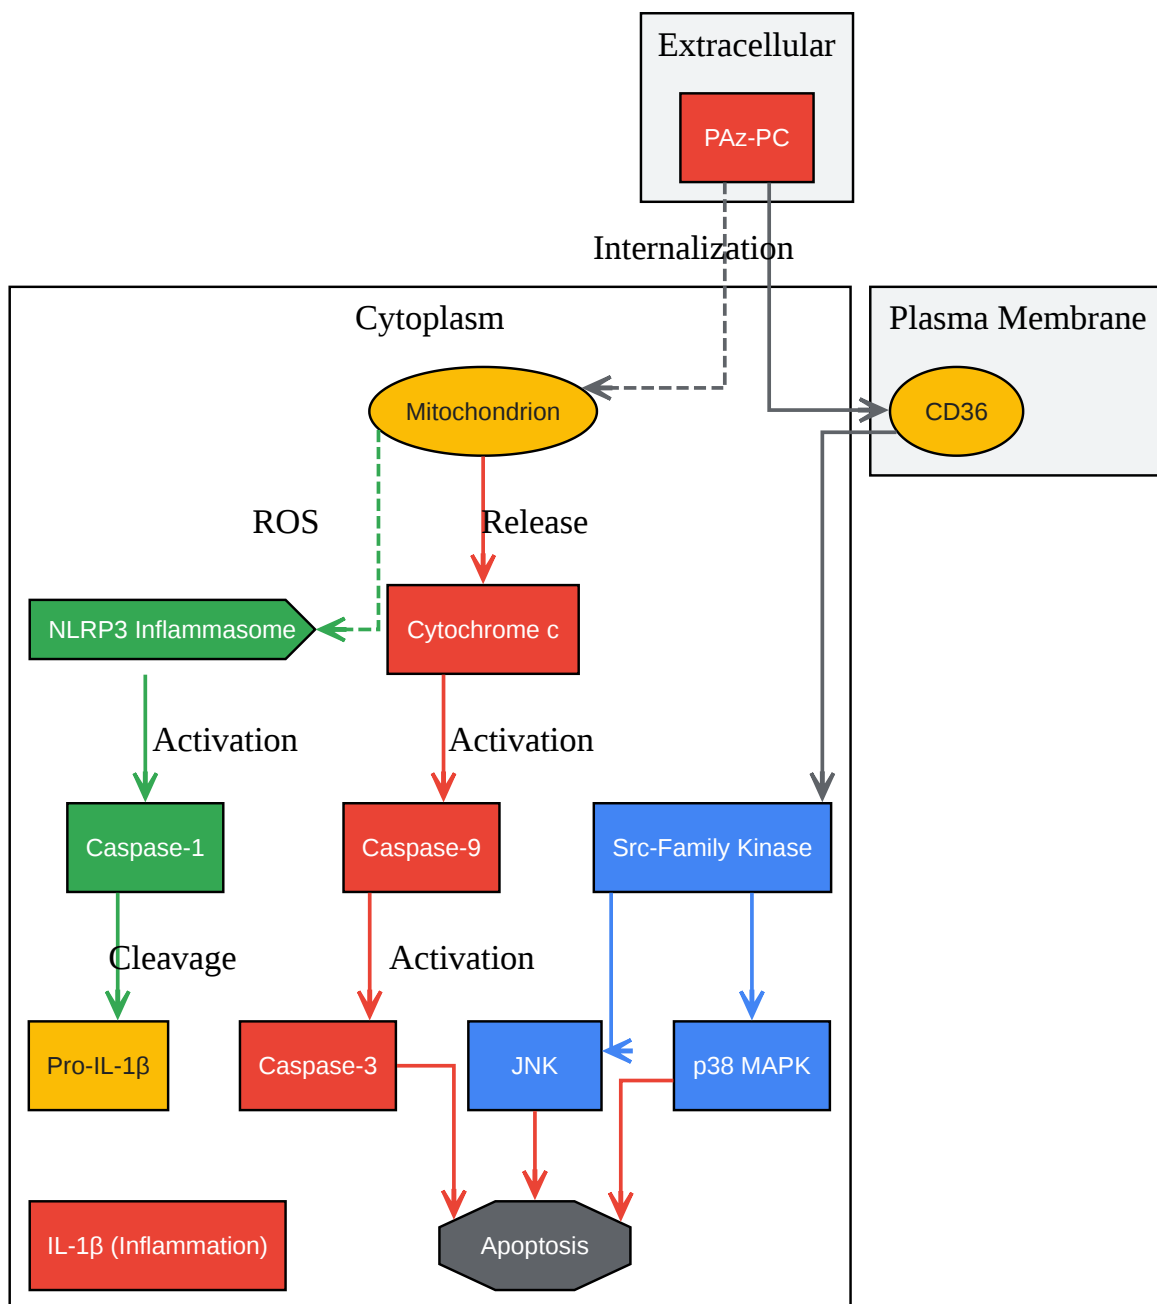 Extracellular
PAz-PC
Internalization
Cytoplasm
Plasma Membrane
Mitochondrion
CD36
ROS
Release
NLRP3 Inflammasome
Cytochrome c
Activation
Activation
Caspase-1
Caspase-9
Src-Family Kinase
Cleavage
Activation
Pro-IL-1β
Caspase-3
JNK
p38 MAPK
IL-1β (Inflammation)
Apoptosis